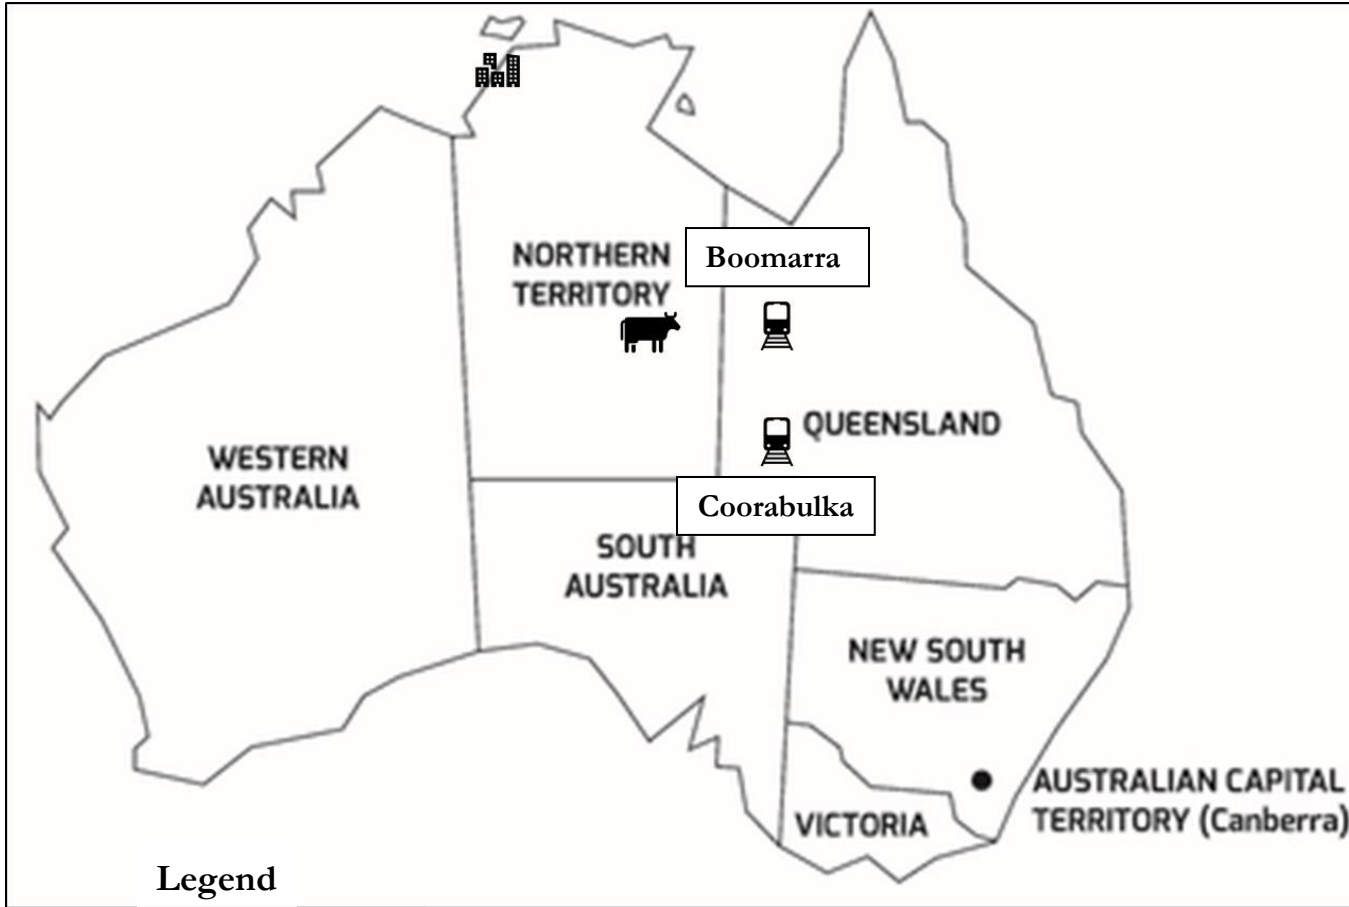 NORTHERN
TERRITORY
Boomarra
WESTERN
AUSTRALIA
QUEENSLAND
Coorabulka
SOUTH
AUSTRALIA
NEW SOUTH
WALES
AUSTRALIAN CAPITAL
TERRITORY (Canberra)
VICTORIA
Legend